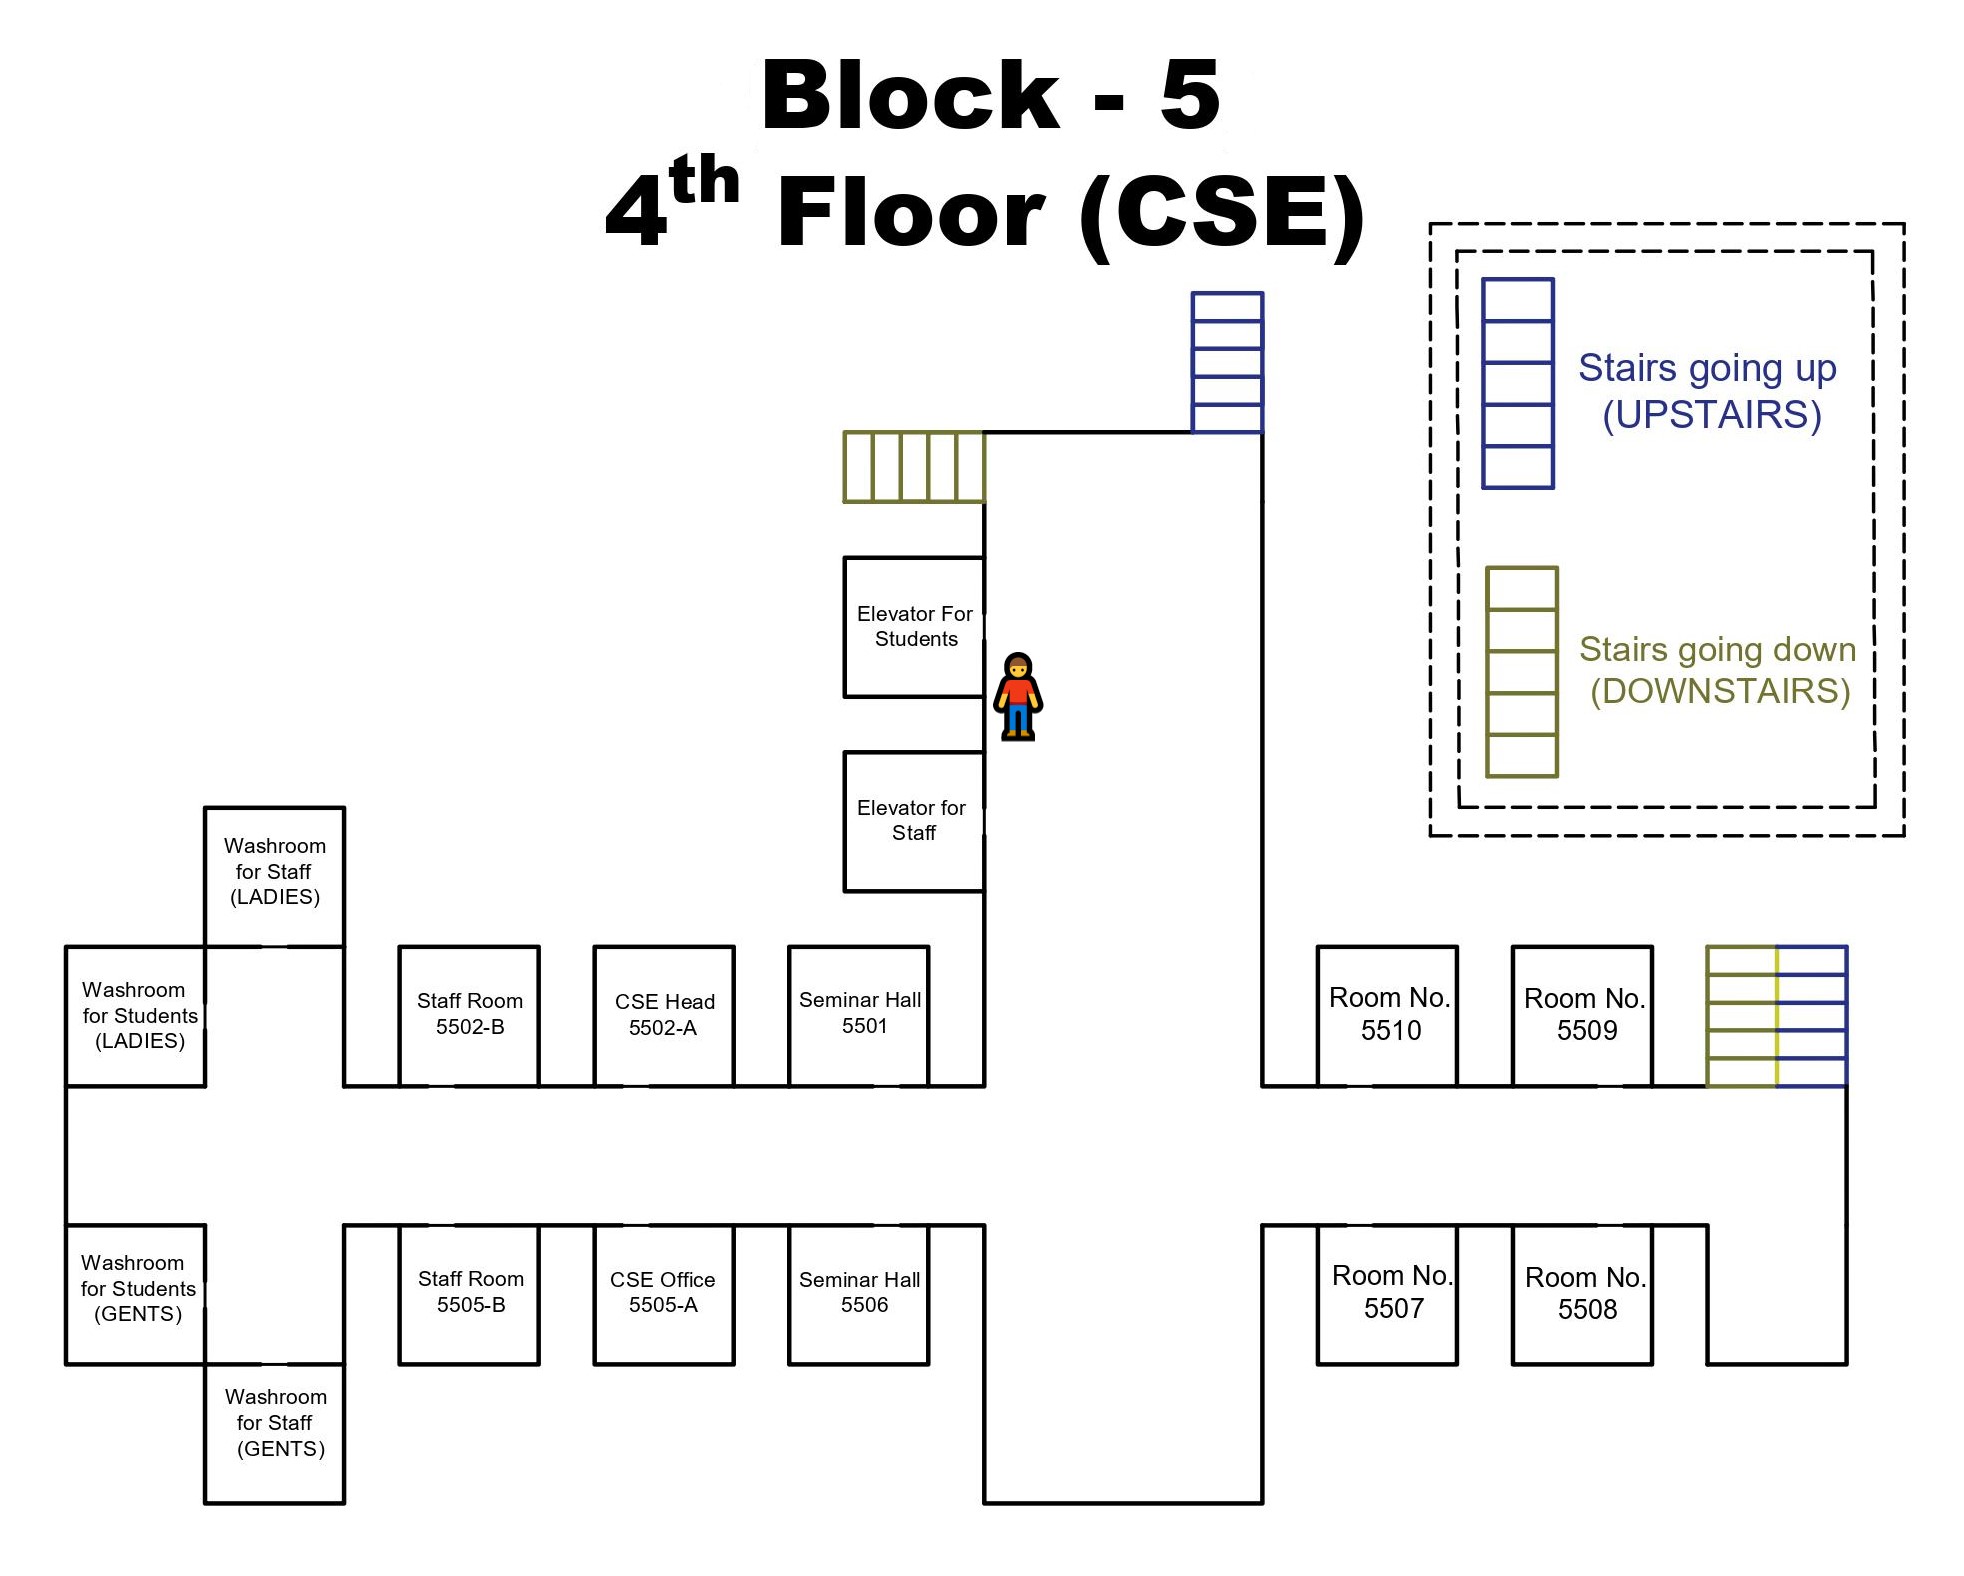 Block - 5
4th Floor (CSE)
Stairs going up
(UPSTAIRS)
Stairs going down
(DOWNSTAIRS)
Elevator For
Students
Elevator for
Staff
Washroom
for Staff
(LADIES)
Washroom
for Students
(LADIES)
Staff Room
5502-B
CSE Head
5502-A
Seminar Hall
5501
Room No.
5510
Room No.
5509
Washroom
for Students
(GENTS)
Staff Room
5505-B
CSE Office
5505-A
Seminar Hall
5506
Room No.
5507
Room No.
5508
Washroom
for Staff
(GENTS)